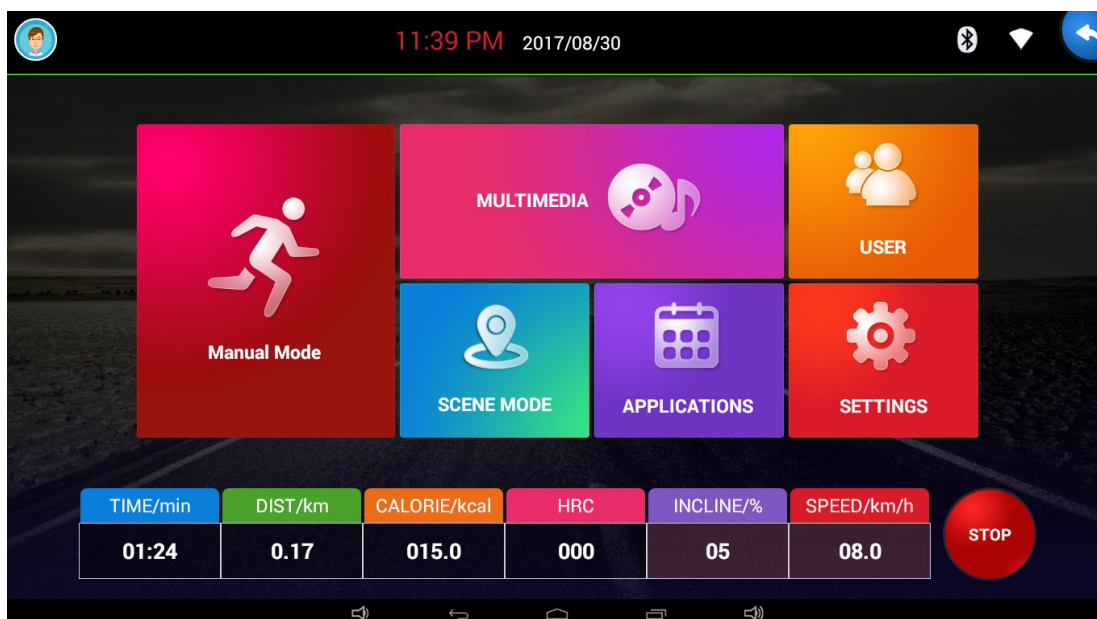 11:39 PM 2017/08/30
MULTIMEDIA
USER
Manual Mode
SCENE MODE
APPLICATIONS
SETTINGS
TIME/min DIST/km CALORIE/kcal HRC INCLINE/% SPEED/km/h
01:24 0.17 015.0 000 05 08.0
STOP